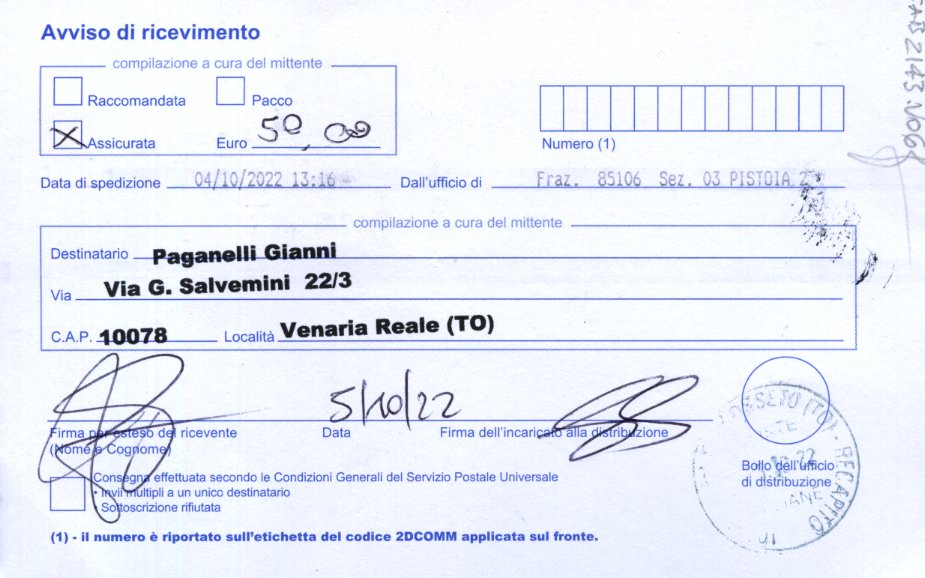 Avviso di ricevimento
compilazione a cura del mittente
Raccomandata Pacco
X Assicurata Euro 50,00
Numero (1)
Data di spedizione 04/10/2022 13:16 Dall'ufficio di Fraz. 85106 Sez. 03 PISTOIA 2
compilazione a cura del mittente
Destinatario Paganelli Gianni
Via Via G. Salvemini 22/3
C.A.P. 10078 Località Venaria Reale (TO)
5/10/22
Firma per esteso del ricevente Data Firma dell'incaricato alla distribuzione
(Nome e Cognome)
Bollo dell'ufficio
di distribuzione
(TO) - RECAPITO
Consegna effettuata secondo le Condizioni Generali del Servizio Postale Universale
• Invii multipli a un unico destinatario
• Sottoscrizione rifiutata
(1) - il numero è riportato sull'etichetta del codice 2DCOMM applicata sul fronte.